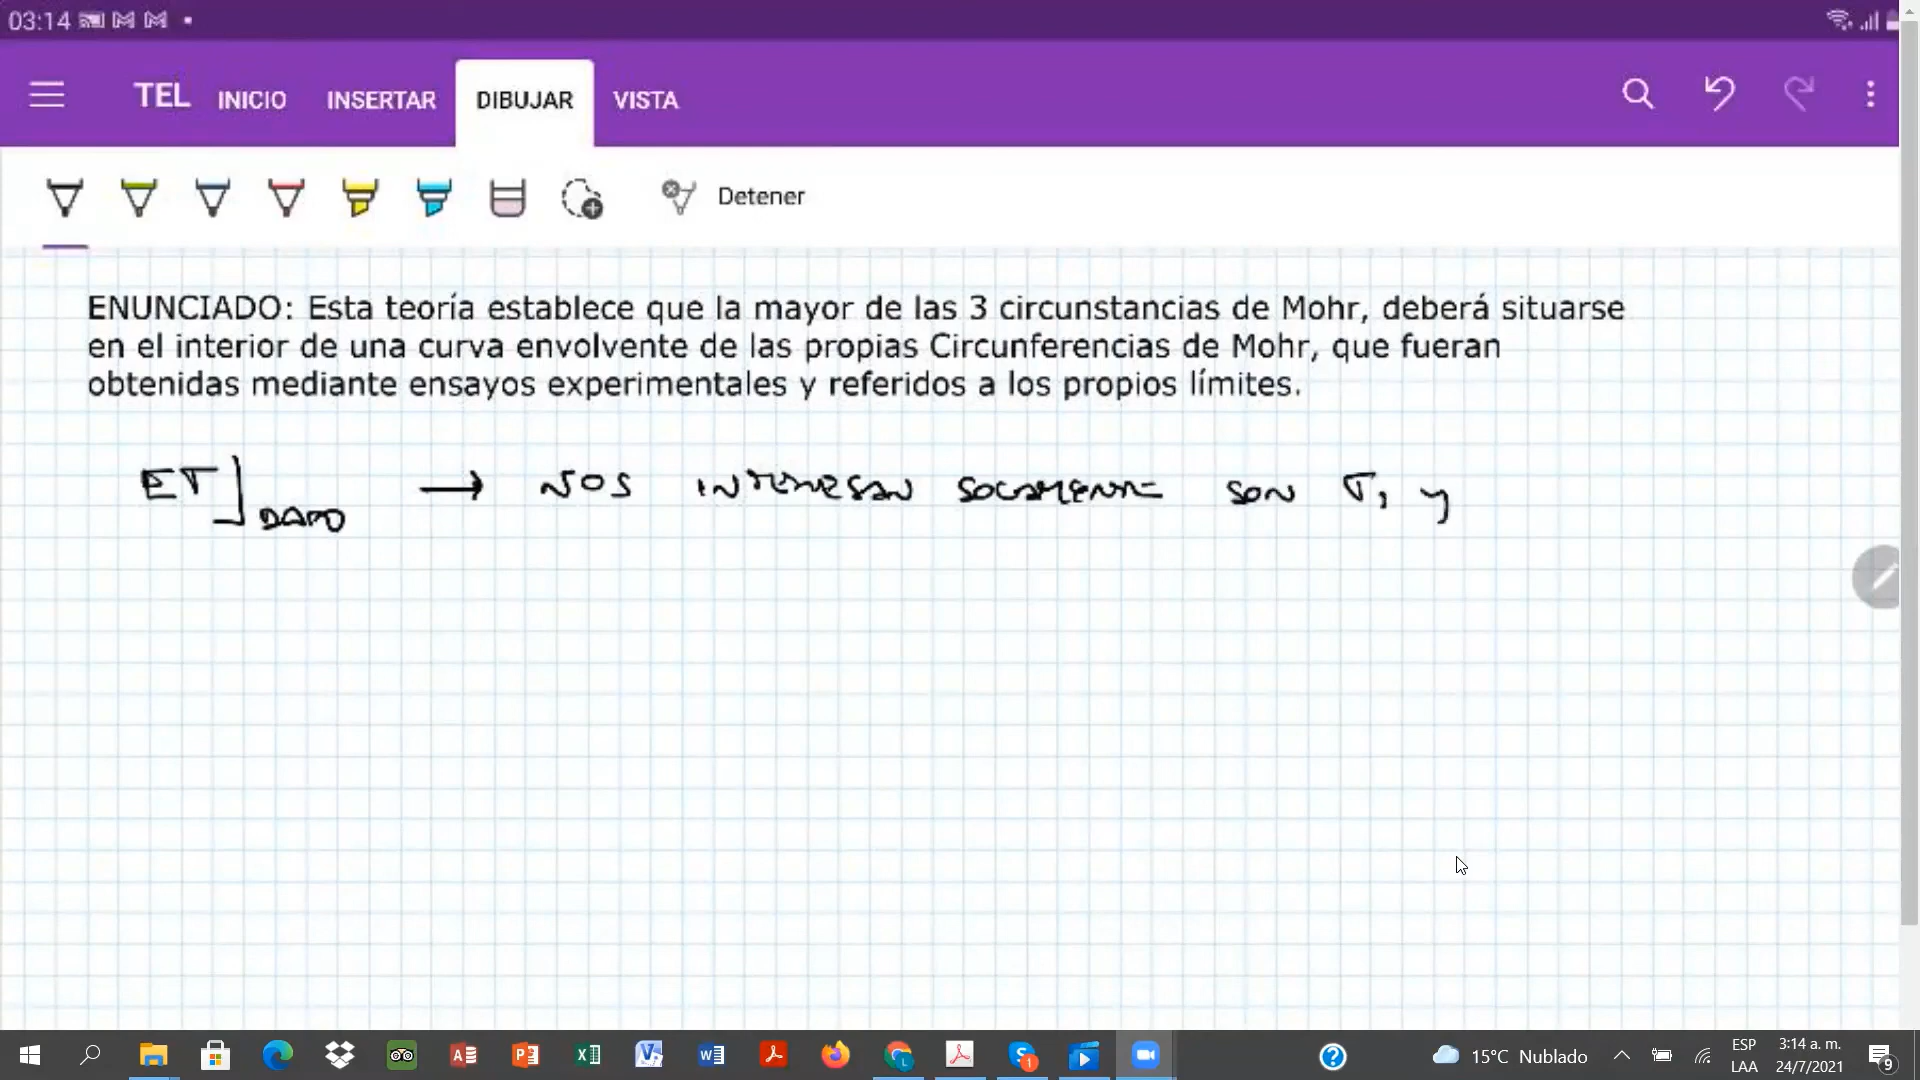 03:14
TEL INICIO INSERTAR DIBUJAR VISTA
Detener
ENUNCIADO: Esta teoría establece que la mayor de las 3 circunstancias de Mohr, deberá situarse
en el interior de una curva envolvente de las propias Circunferencias de Mohr, que fueran
obtenidas mediante ensayos experimentales y referidos a los propios límites.
ET] DADO → NOS INTERESAN SOLAMENTE SON σ, y
15°C Nublado
ESP
LAA
3:14 a. m.
24/7/2021
1
9